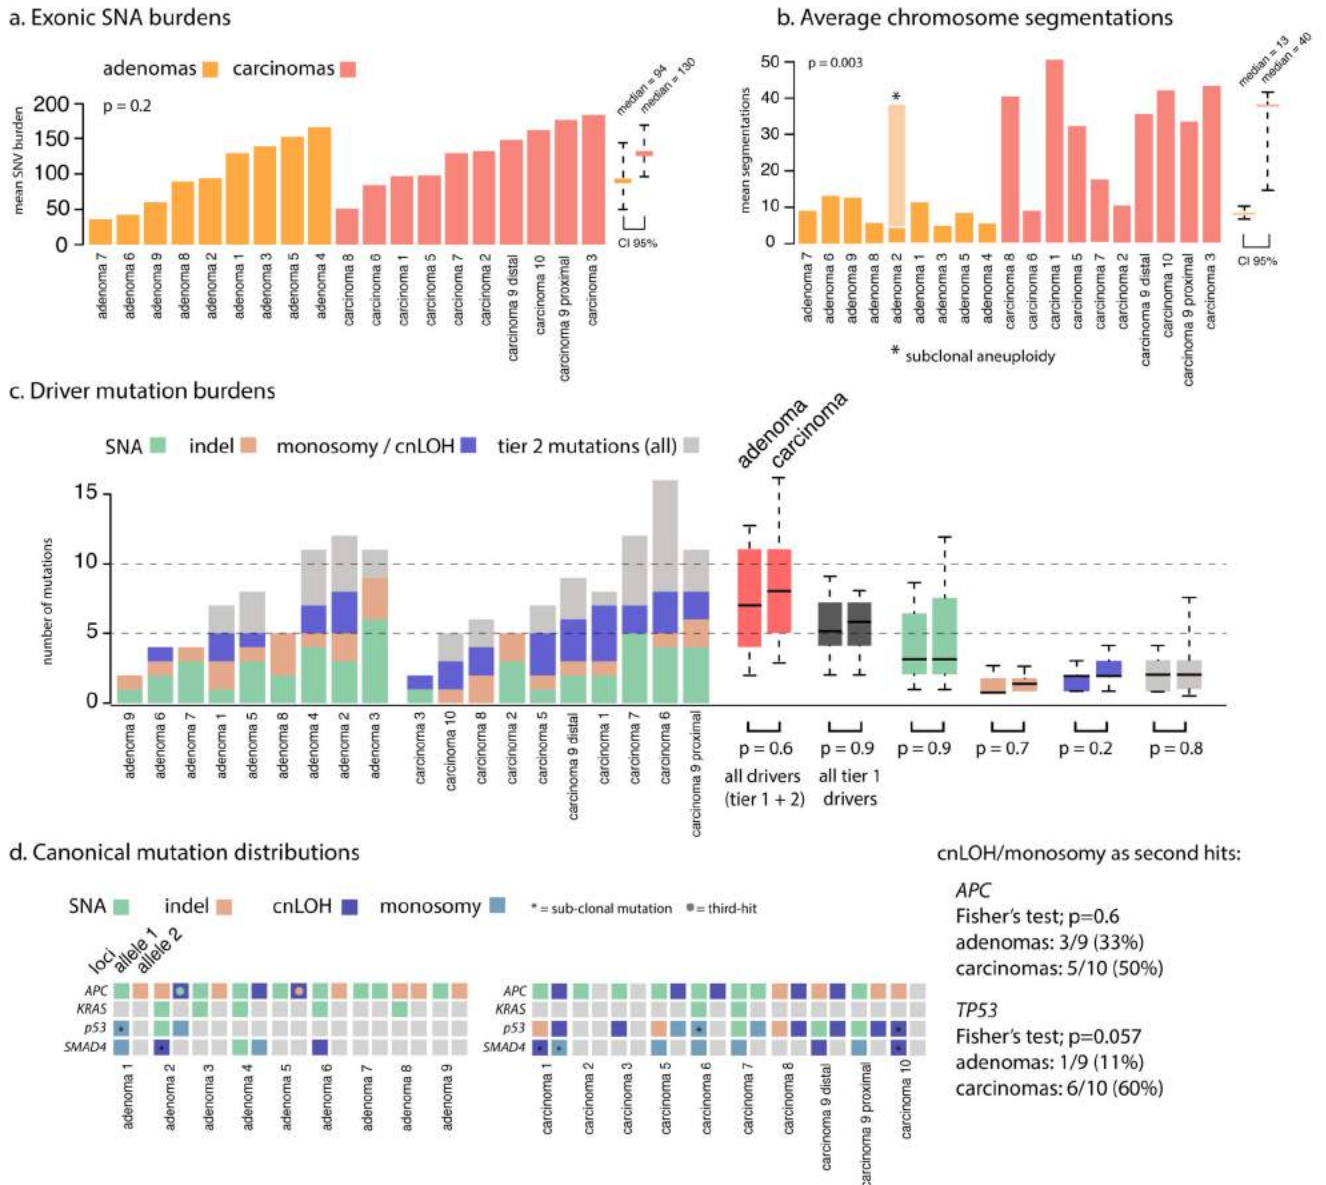 a. Exonic SNA burdens
adenomas carcinomas
p = 0.2
mean SNV burden
200
150
100
50
0
median = 94
median = 130
CI 95%
adenoma 7
adenoma 6
adenoma 9
adenoma 8
adenoma 2
adenoma 1
adenoma 3
adenoma 5
adenoma 4
carcinoma 8
carcinoma 6
carcinoma 1
carcinoma 5
carcinoma 7
carcinoma 2
carcinoma 9 distal
carcinoma 10
carcinoma 9 proximal
carcinoma 3
b. Average chromosome segmentations
p = 0.003
mean segmentations
50
40
30
20
10
0
*
median = 13
median = 40
CI 95%
adenoma 7
adenoma 6
adenoma 9
adenoma 8
adenoma 2
adenoma 1
adenoma 3
adenoma 5
adenoma 4
carcinoma 8
carcinoma 6
carcinoma 1
carcinoma 5
carcinoma 7
carcinoma 2
carcinoma 9 distal
carcinoma 10
carcinoma 9 proximal
carcinoma 3
* subclonal aneuploidy
c. Driver mutation burdens
SNA indel monosomy / cnLOH tier 2 mutations (all)
number of mutations
15
10
5
0
adenoma 9
adenoma 6
adenoma 7
adenoma 1
adenoma 5
adenoma 8
adenoma 4
adenoma 2
adenoma 3
carcinoma 3
carcinoma 10
carcinoma 8
carcinoma 2
carcinoma 5
carcinoma 9 distal
carcinoma 1
carcinoma 7
carcinoma 6
carcinoma 9 proximal
adenoma
carcinoma
p = 0.6 p = 0.9 p = 0.9 p = 0.7 p = 0.2 p = 0.8
all drivers all tier 1
(tier 1 + 2) drivers
d. Canonical mutation distributions
SNA indel cnLOH monosomy * = sub-clonal mutation = third-hit
loci
allele 1
allele 2
APC
KRAS
p53
SMAD4
adenoma 1
adenoma 2
adenoma 3
adenoma 4
adenoma 5
adenoma 6
adenoma 7
adenoma 8
adenoma 9
APC
KRAS
p53
SMAD4
carcinoma 1
carcinoma 2
carcinoma 3
carcinoma 5
carcinoma 6
carcinoma 7
carcinoma 8
carcinoma 9 distal
carcinoma 9 proximal
carcinoma 10
cnLOH/monosomy as second hits:
APC
Fisher's test; p=0.6
adenomas: 3/9 (33%)
carcinomas: 5/10 (50%)
TP53
Fisher's test; p=0.057
adenomas: 1/9 (11%)
carcinomas: 6/10 (60%)